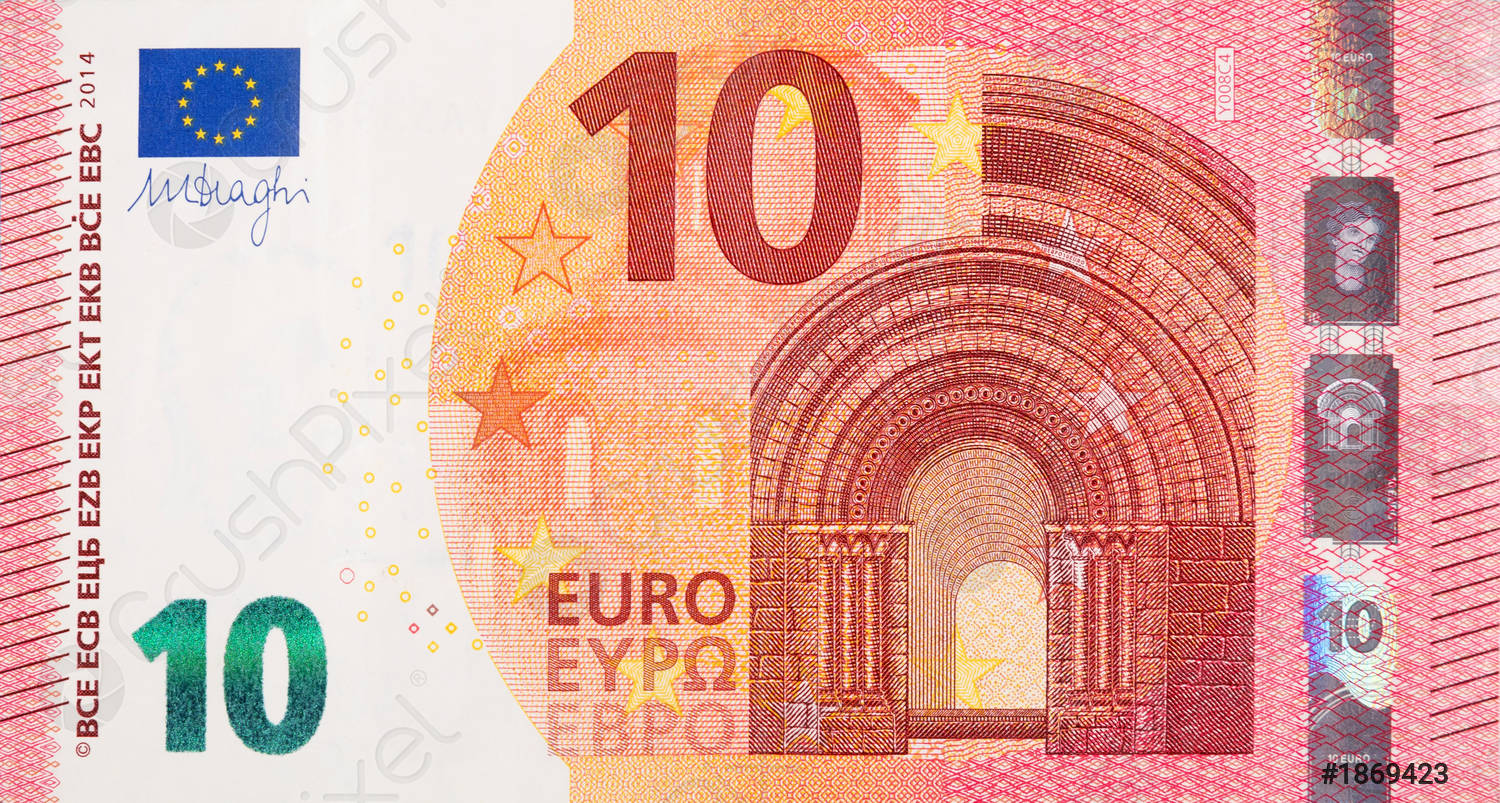 ©BCE ECB ЕЦБ EZB EKP EKT EKB BĊE EBC 2014
MDraghi
10
10
EURO
ΕΥΡΩ
ЕВРО
Y008C4
10 EURO
10
10 EURO
#1869423
crushpixel
crushpixel ®